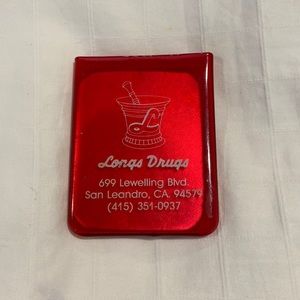 L
Longs Drugs
699 Lewelling Blvd.
San Leandro, CA. 94579
(415) 351-0937